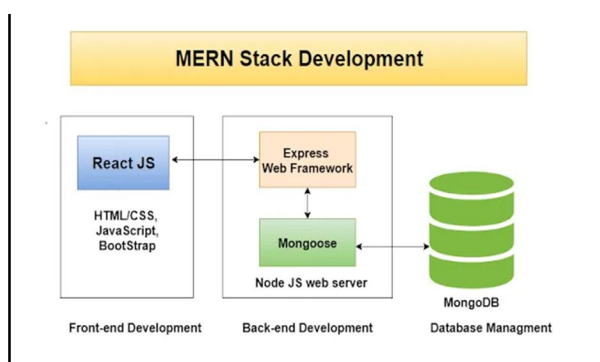 MERN Stack Development
React JS
HTML/CSS,
JavaScript,
BootStrap
Express
Web Framework
Mongoose
Node JS web server
MongoDB
Front-end Development
Back-end Development
Database Managment